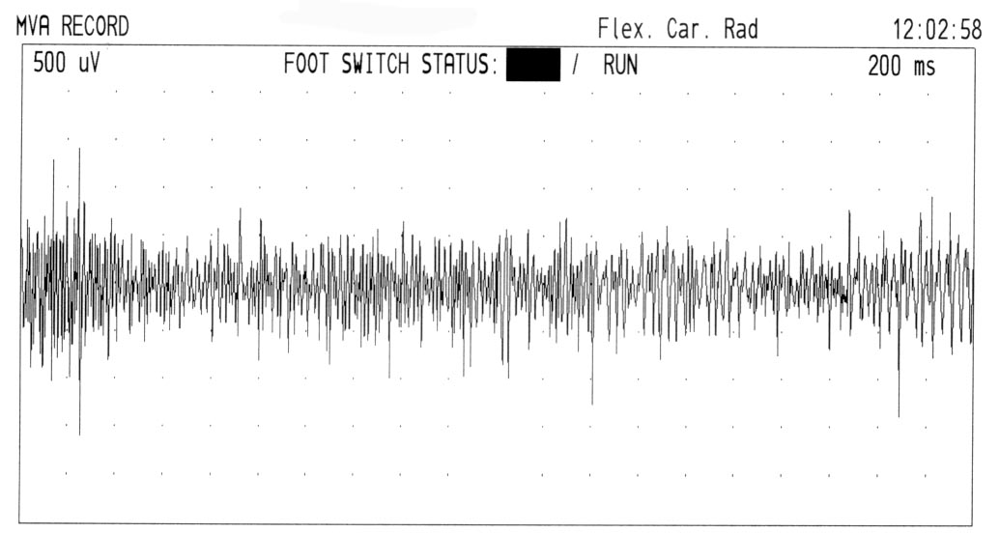 MVA RECORD Flex. Car. Rad 12:02:58
500 uV FOOT SWITCH STATUS: / RUN 200 ms